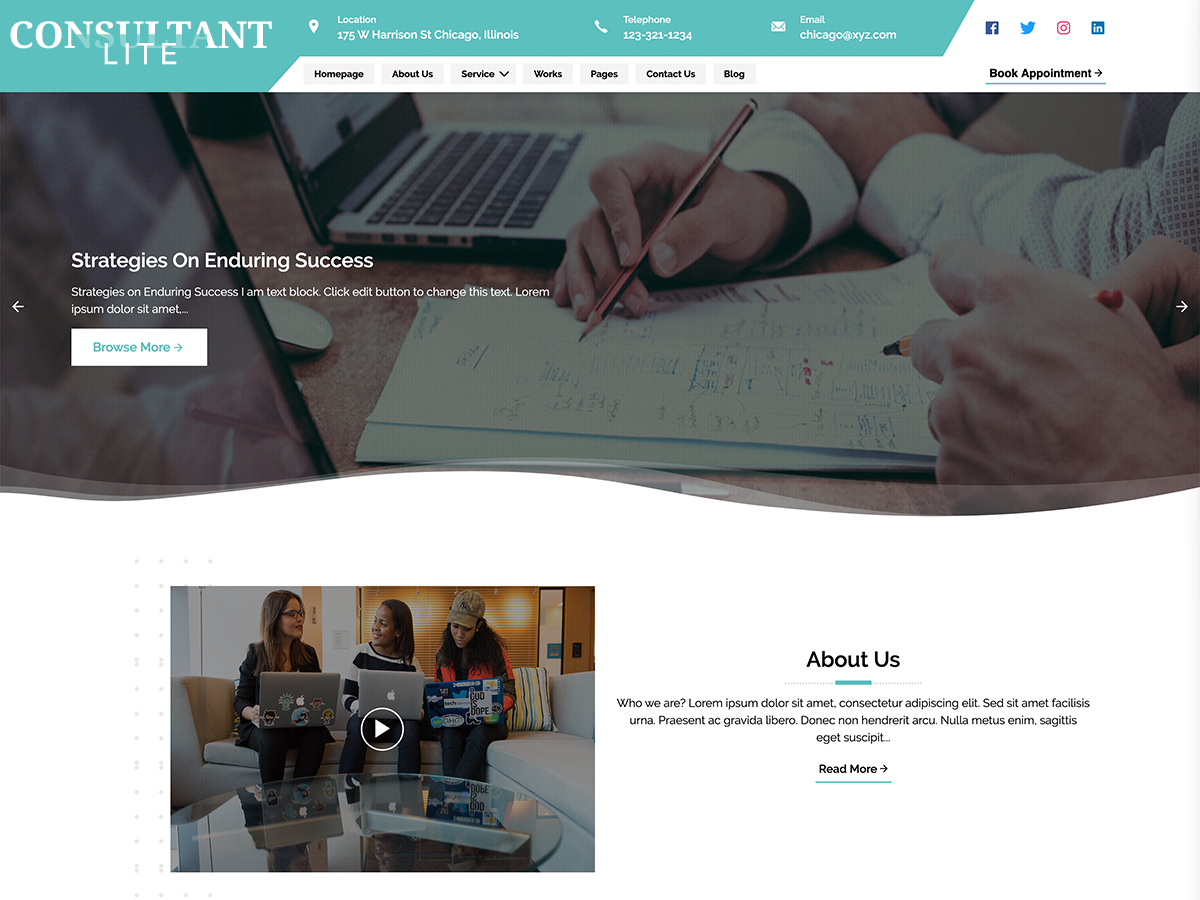 CONSULTANT
LITE
Location
175 W Harrison St Chicago, Illinois
Telephone
123-321-1234
Email
chicago@xyz.com
Homepage
About Us
Service
Works
Pages
Contact Us
Blog
Book Appointment
Strategies On Enduring Success
Strategies on Enduring Success I am text block. Click edit button to change this text. Lorem
ipsum dolor sit amet,...
Browse More
About Us
Who we are? Lorem ipsum dolor sit amet, consectetur adipiscing elit. Sed sit amet facilisis
urna. Praesent ac gravida libero. Donec non hendrerit arcu. Nulla metus enim, sagittis
eget suscipit...
Read More